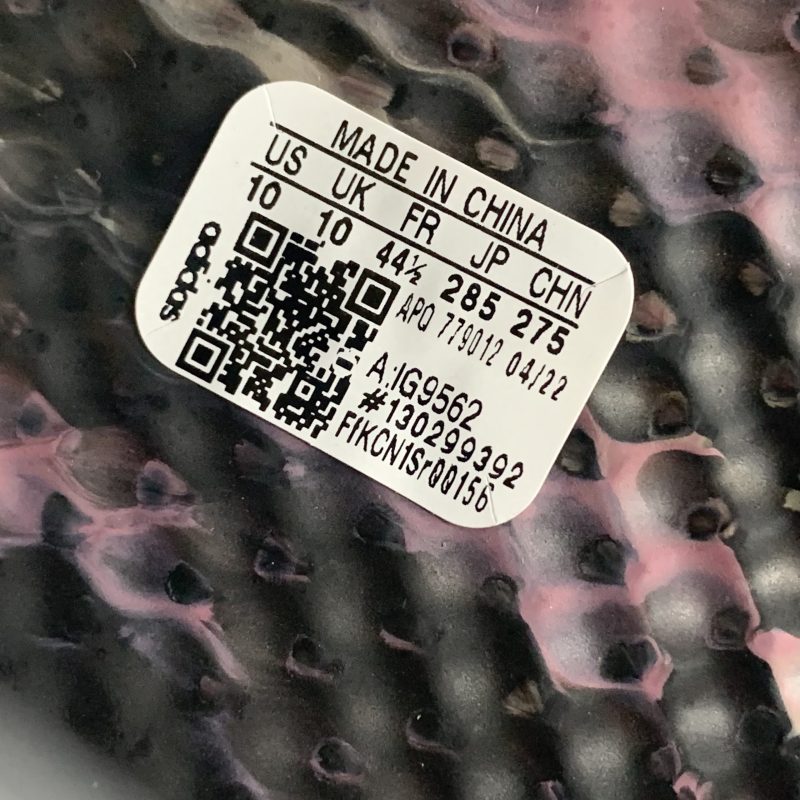 MADE IN CHINA
US UK FR JP CHN
10 10 44½ 285 275
APQ 779012 04/22
A:IG9562
#130299392
FfKCN1Sr00156
adidas